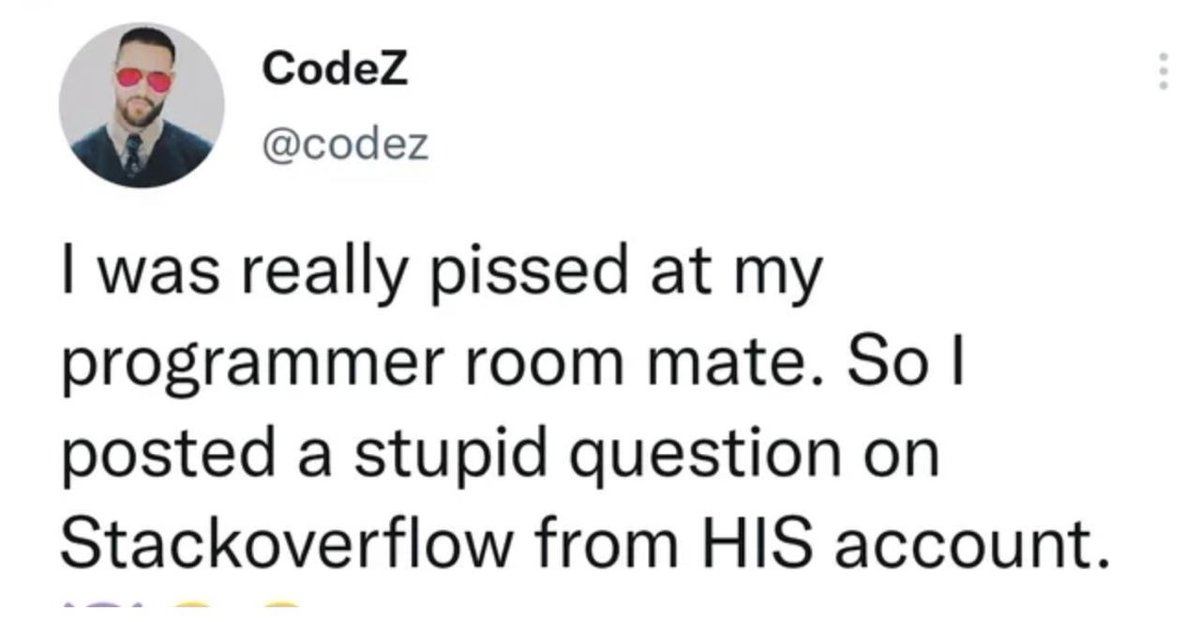 CodeZ
@codez
I was really pissed at my
programmer room mate. So I
posted a stupid question on
Stackoverflow from HIS account.